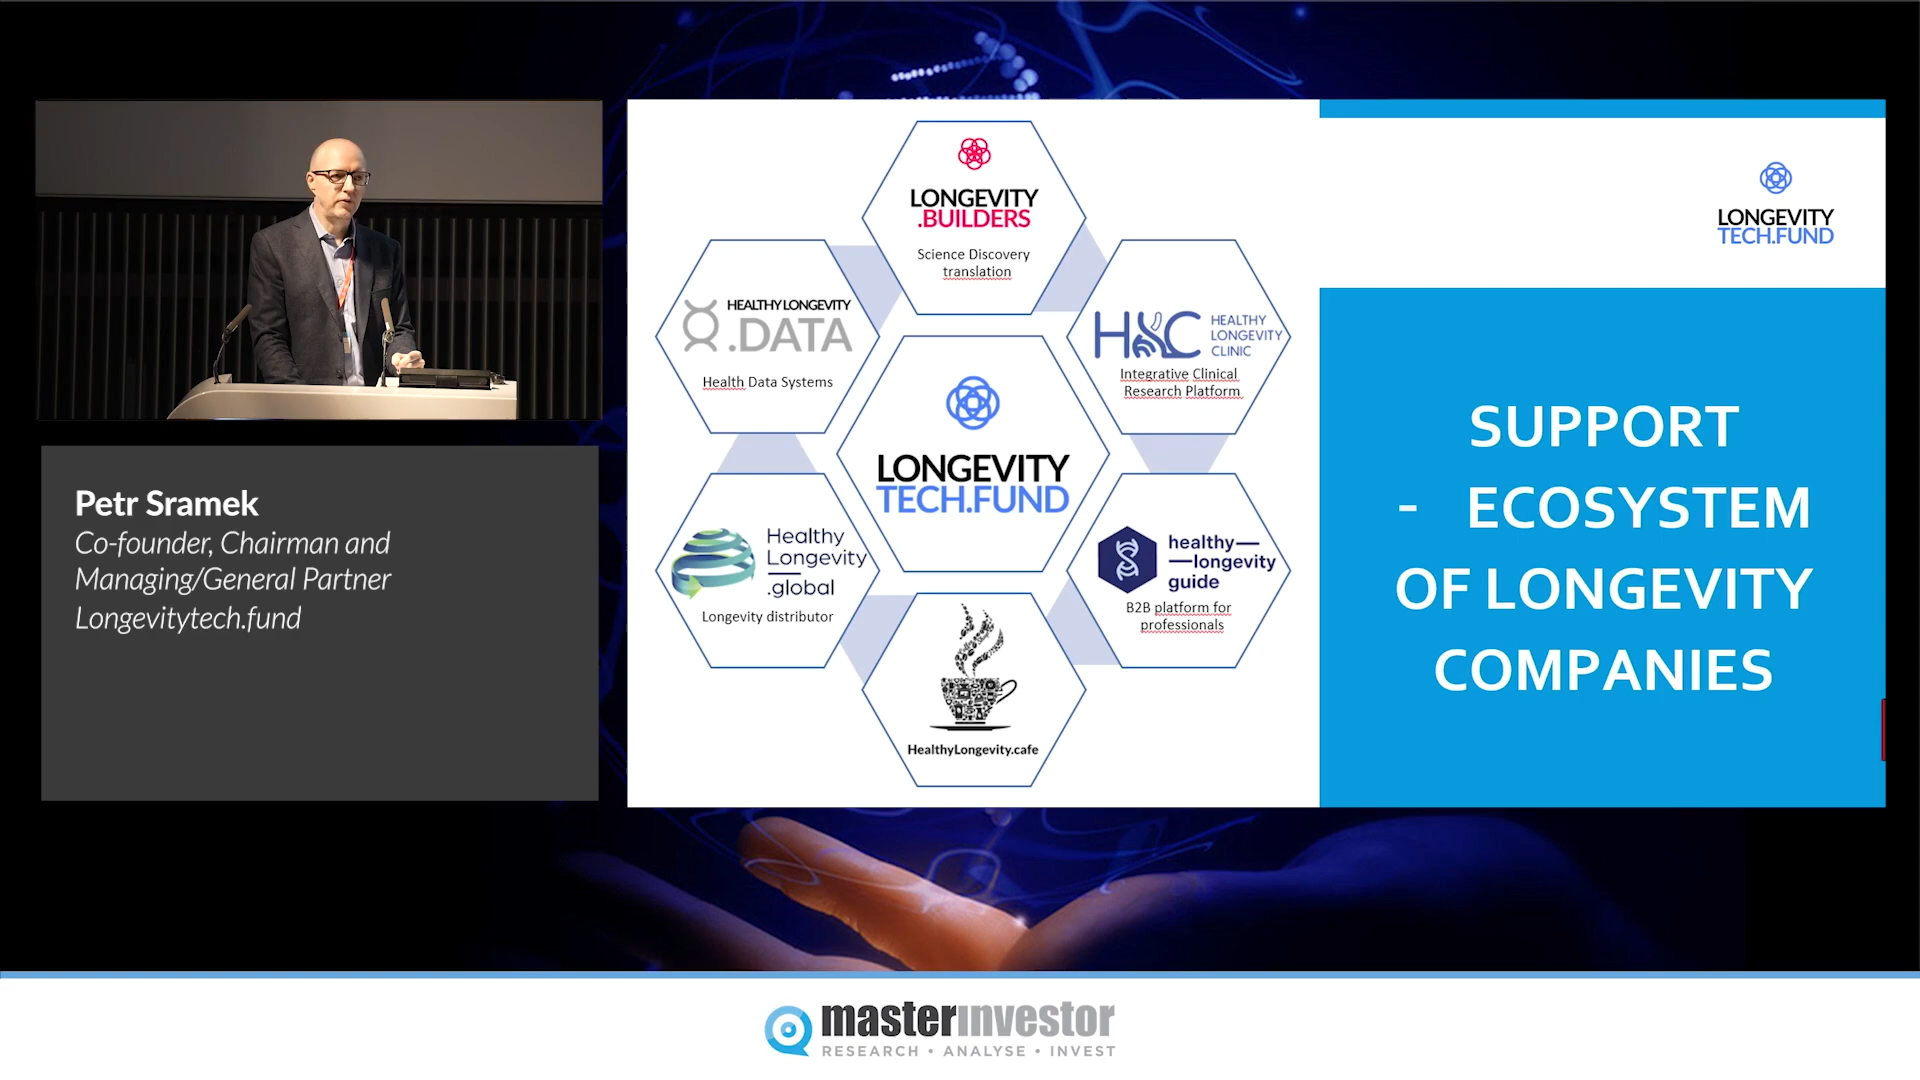 Petr Sramek
Co-founder, Chairman and
Managing/General Partner
Longevitytech.fund
LONGEVITY
.BUILDERS
Science Discovery
translation
HEALTHY LONGEVITY
.DATA
Health Data Systems
HLC
HEALTHY
LONGEVITY
CLINIC
Integrative Clinical
Research Platform
LONGEVITY
TECH.FUND
Healthy
Longevity
.global
Longevity distributor
healthy—
—longevity
guide
B2B platform for
professionals
HealthyLongevity.cafe
LONGEVITY
TECH.FUND
SUPPORT
- ECOSYSTEM
OF LONGEVITY
COMPANIES
masterinvestor
RESEARCH • ANALYSE • INVEST